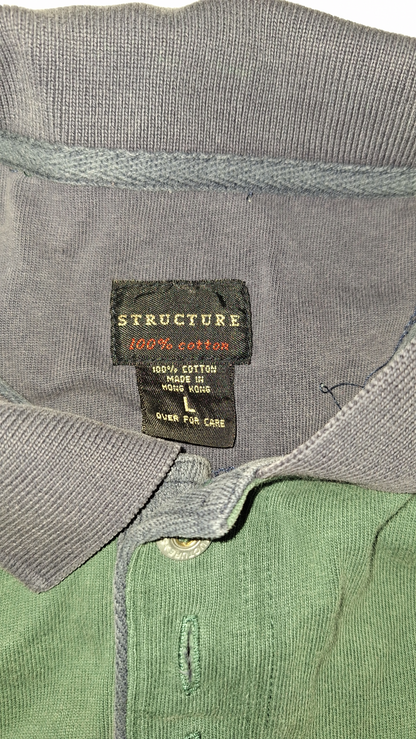 STRUCTURE
100% cotton
100% COTTON
MADE IN
HONG KONG
L
OVER FOR CARE